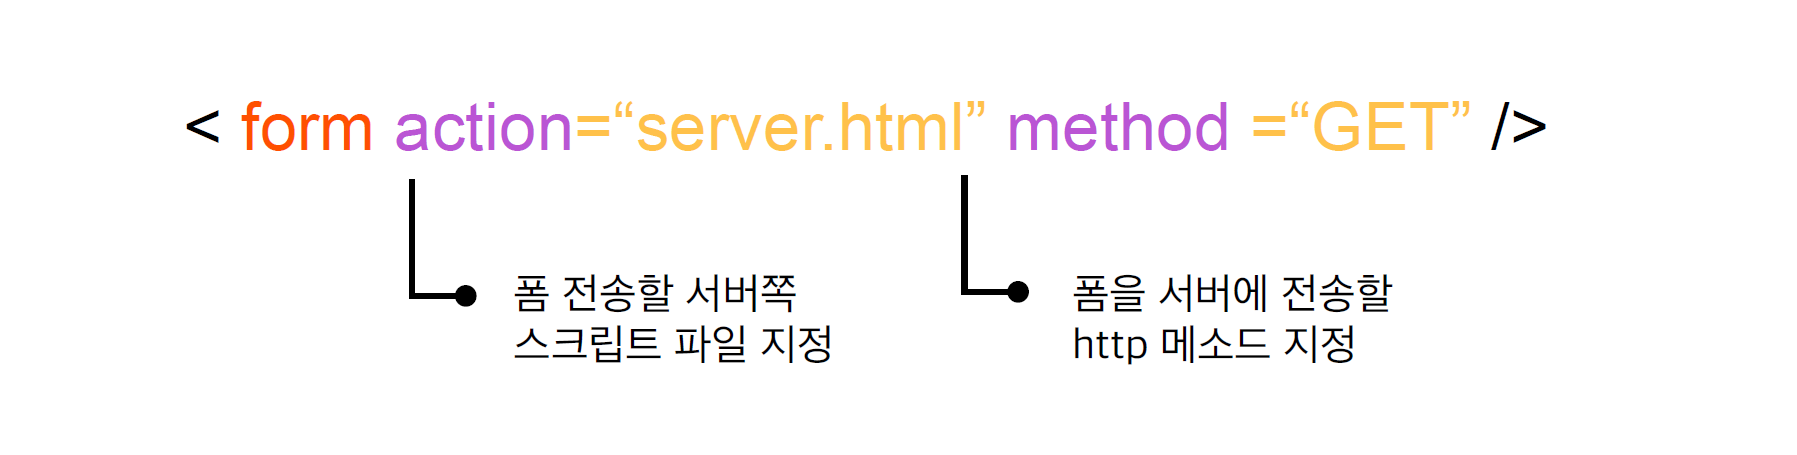 < form action=“server.html” method =“GET” />
폼 전송할 서버쪽
스크립트 파일 지정
폼을 서버에 전송할
http 메소드 지정